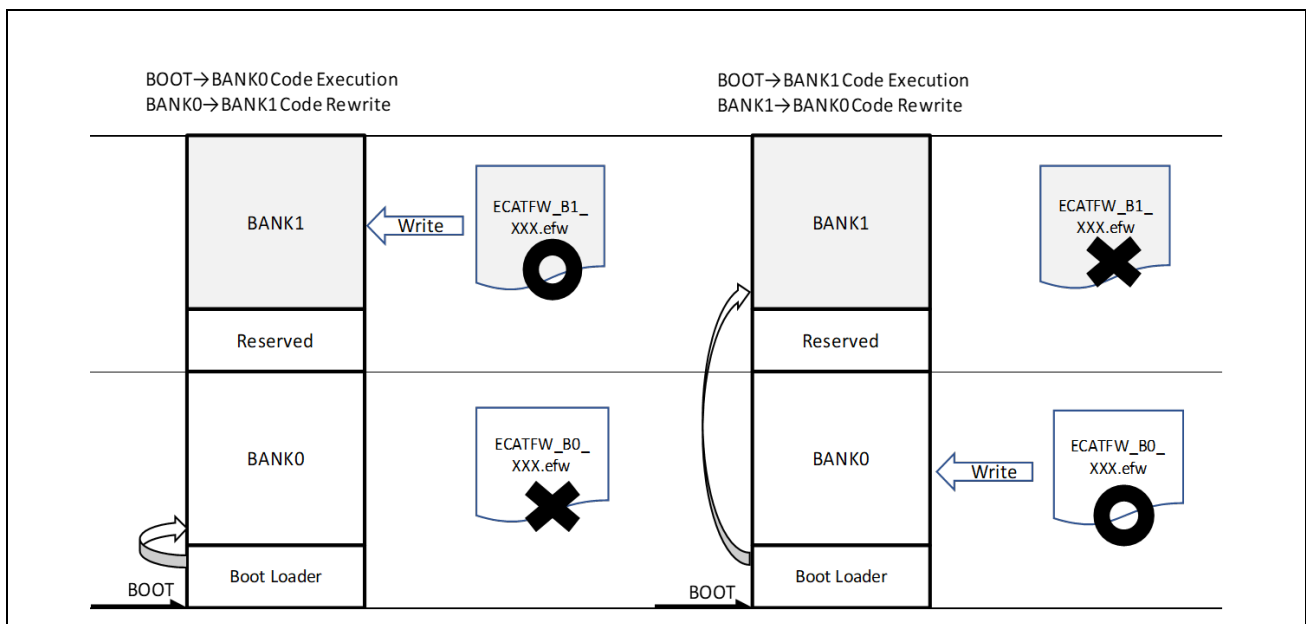 BOOT→BANK0 Code Execution
BANK0→BANK1 Code Rewrite
BANK1
Write
ECATFW_B1_
XXX.efw
Reserved
BANK0
ECATFW_B0_
XXX.efw
Boot Loader
BOOT
BOOT→BANK1 Code Execution
BANK1→BANK0 Code Rewrite
BANK1
ECATFW_B1_
XXX.efw
Reserved
BANK0
Write
ECATFW_B0_
XXX.efw
Boot Loader
BOOT